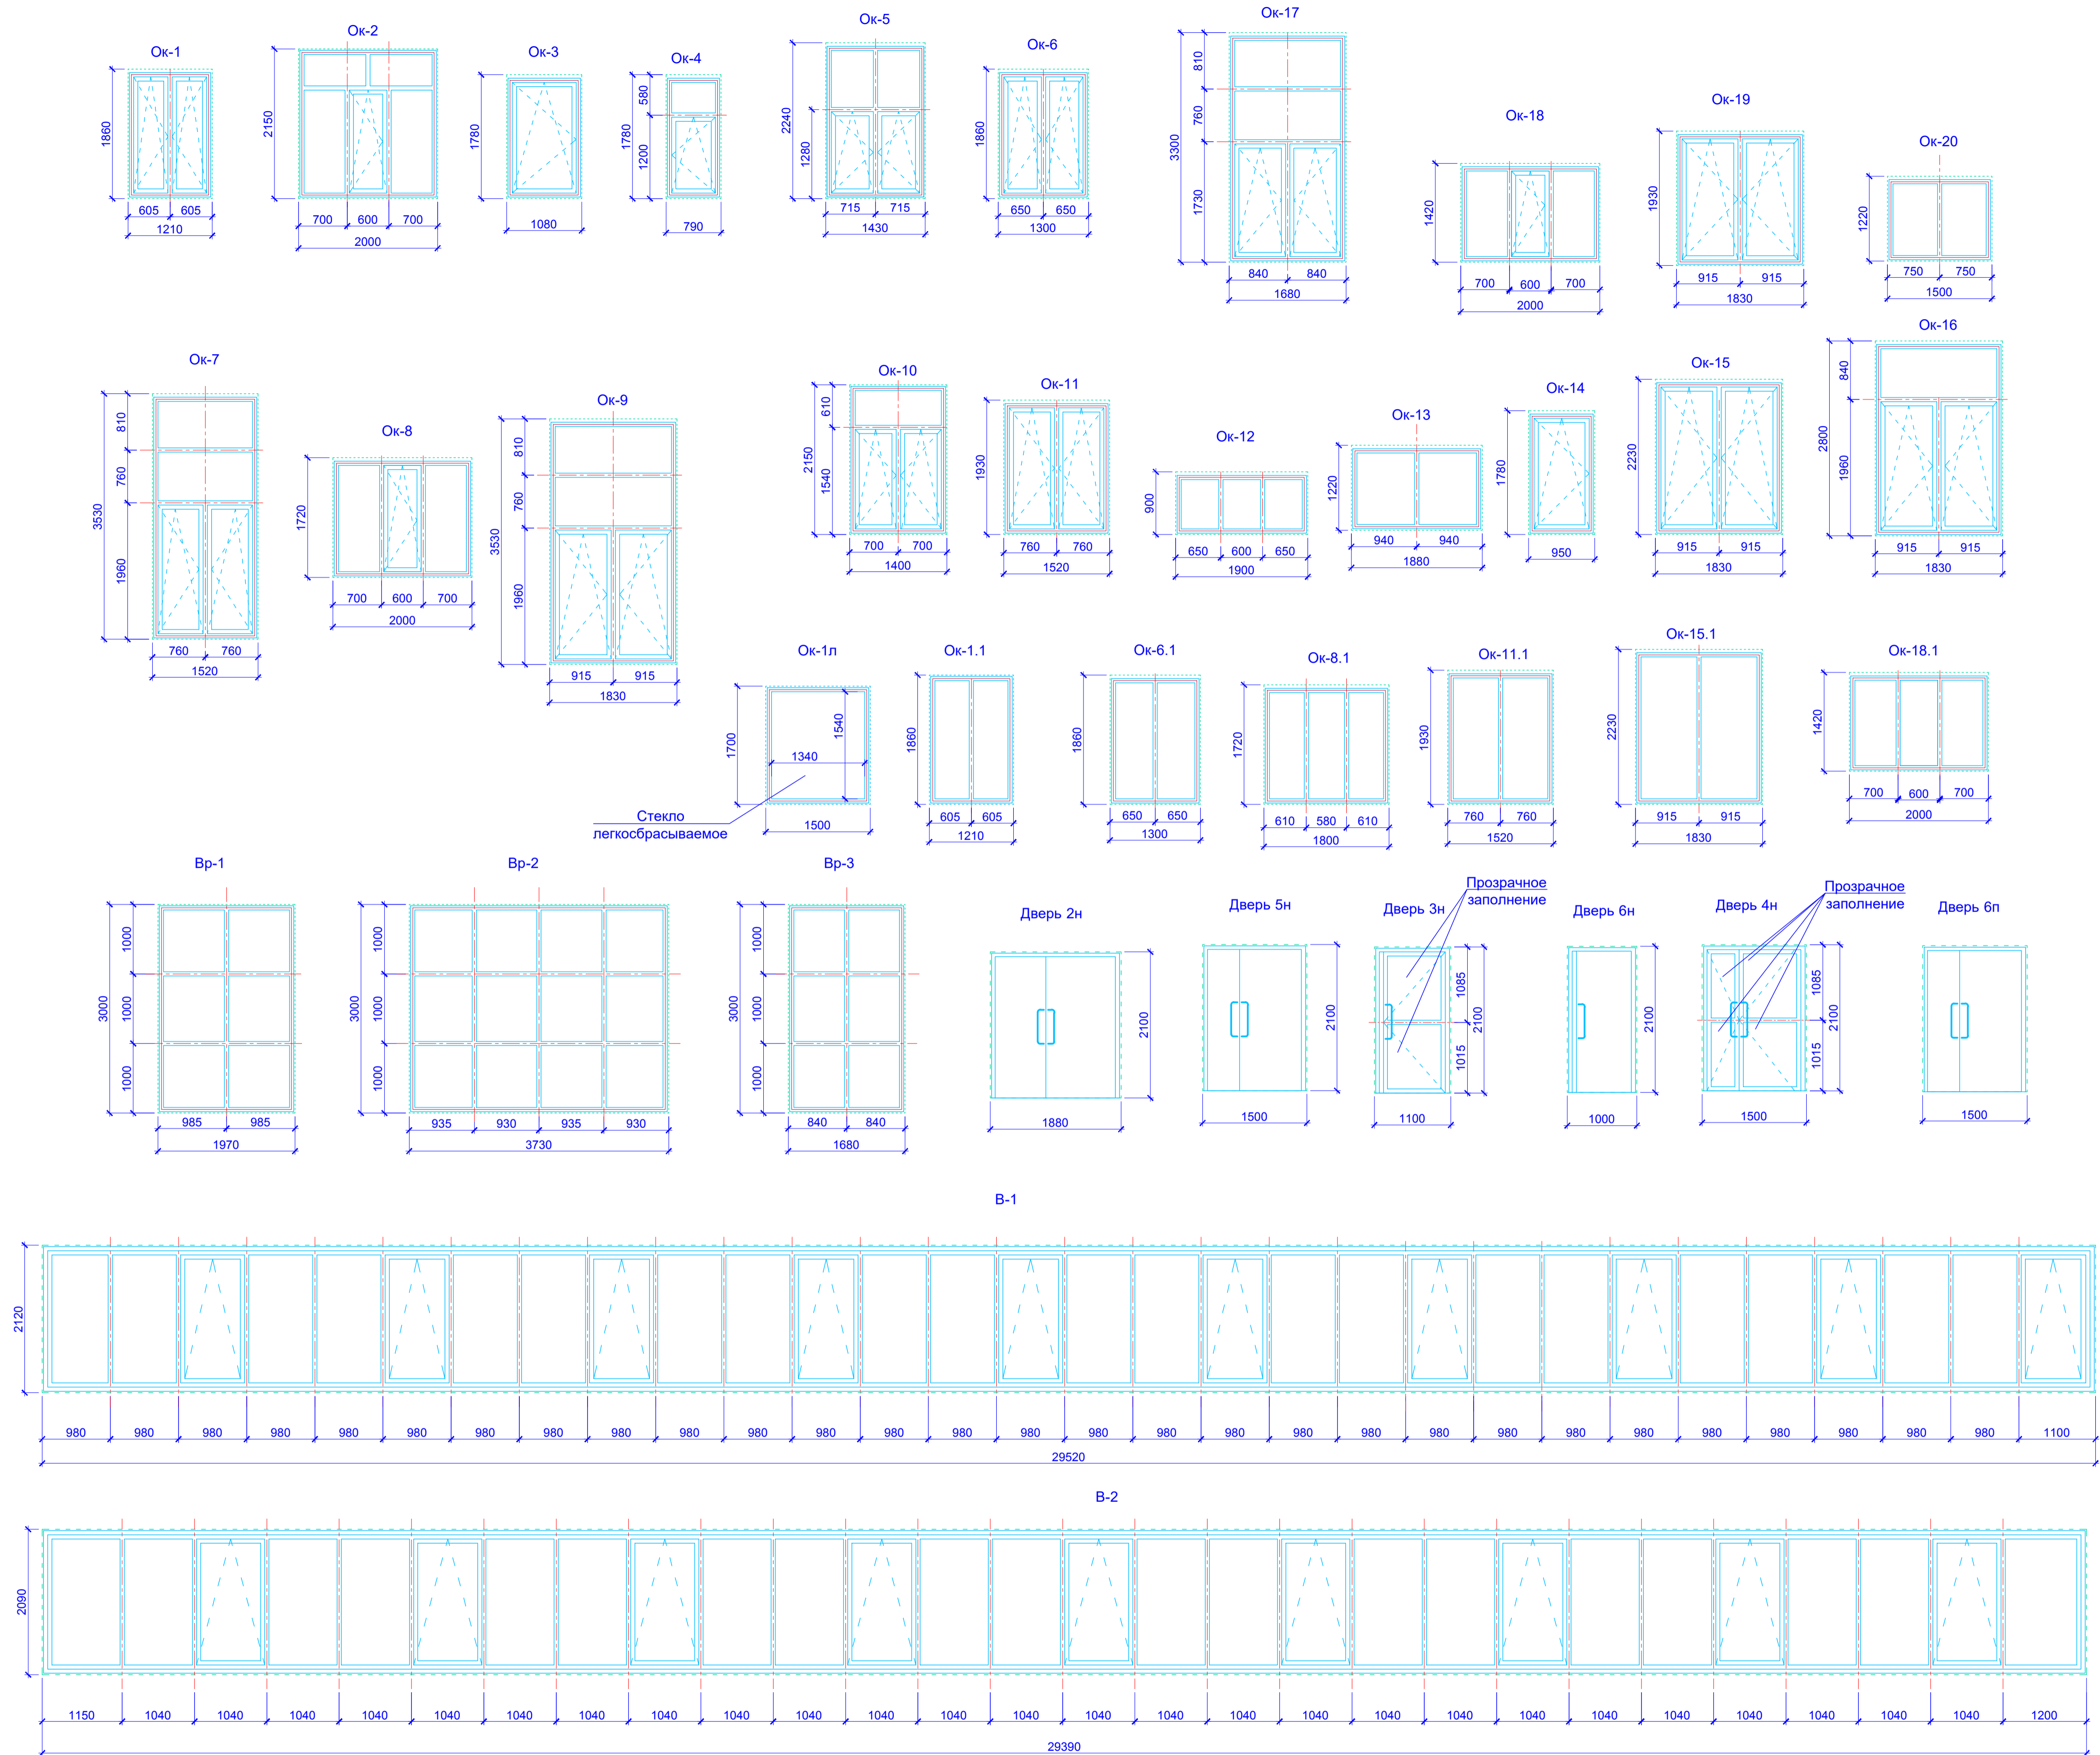 Ок-1
1860
605 605
1210
Ок-2
2150
700 600 700
2000
Ок-3
1780
1080
Ок-4
580
1780
1200
790
Ок-5
2240
1280
715 715
1430
Ок-6
1860
650 650
1300
Ок-17
810
760
3300
1730
840 840
1680
Ок-18
1420
700 600 700
2000
Ок-19
1930
915 915
1830
Ок-20
1220
750 750
1500
Ок-7
810
760
3530
1960
760 760
1520
Ок-8
1720
700 600 700
2000
Ок-9
810
760
3530
1960
915 915
1830
Ок-10
610
2150
1540
700 700
1400
Ок-11
1930
760 760
1520
Ок-12
900
650 600 650
1900
Ок-13
1220
940 940
1880
Ок-14
1780
950
Ок-15
2230
915 915
1830
Ок-16
840
2800
1960
915 915
1830
Ок-1л
1700
1540
1340
1500
Стекло
легкосбрасываемое
Ок-1.1
1860
605 605
1210
Ок-6.1
1860
650 650
1300
Ок-8.1
1720
610 580 610
1800
Ок-11.1
1930
760 760
1520
Ок-15.1
2230
915 915
1830
Ок-18.1
1420
700 600 700
2000
Вр-1
1000
3000
1000
1000
985 985
1970
Вр-2
1000
3000
1000
1000
935 930 935 930
3730
Вр-3
1000
3000
1000
1000
840 840
1680
Дверь 2н
2100
1880
Дверь 5н
2100
1500
Дверь 3н
Прозрачное
заполнение
1085
2100
1015
1100
Дверь 6н
2100
1000
Дверь 4н
Прозрачное
заполнение
1085
2100
1015
1500
Дверь 6п
1500
В-1
2120
980 980 980 980 980 980 980 980 980 980 980 980 980 980 980 980 980 980 980 980 980 980 980 980 980 980 980 980 980 1100
29520
В-2
2090
1150 1040 1040 1040 1040 1040 1040 1040 1040 1040 1040 1040 1040 1040 1040 1040 1040 1040 1040 1040 1040 1040 1040 1040 1040 1040 1040 1200
29390